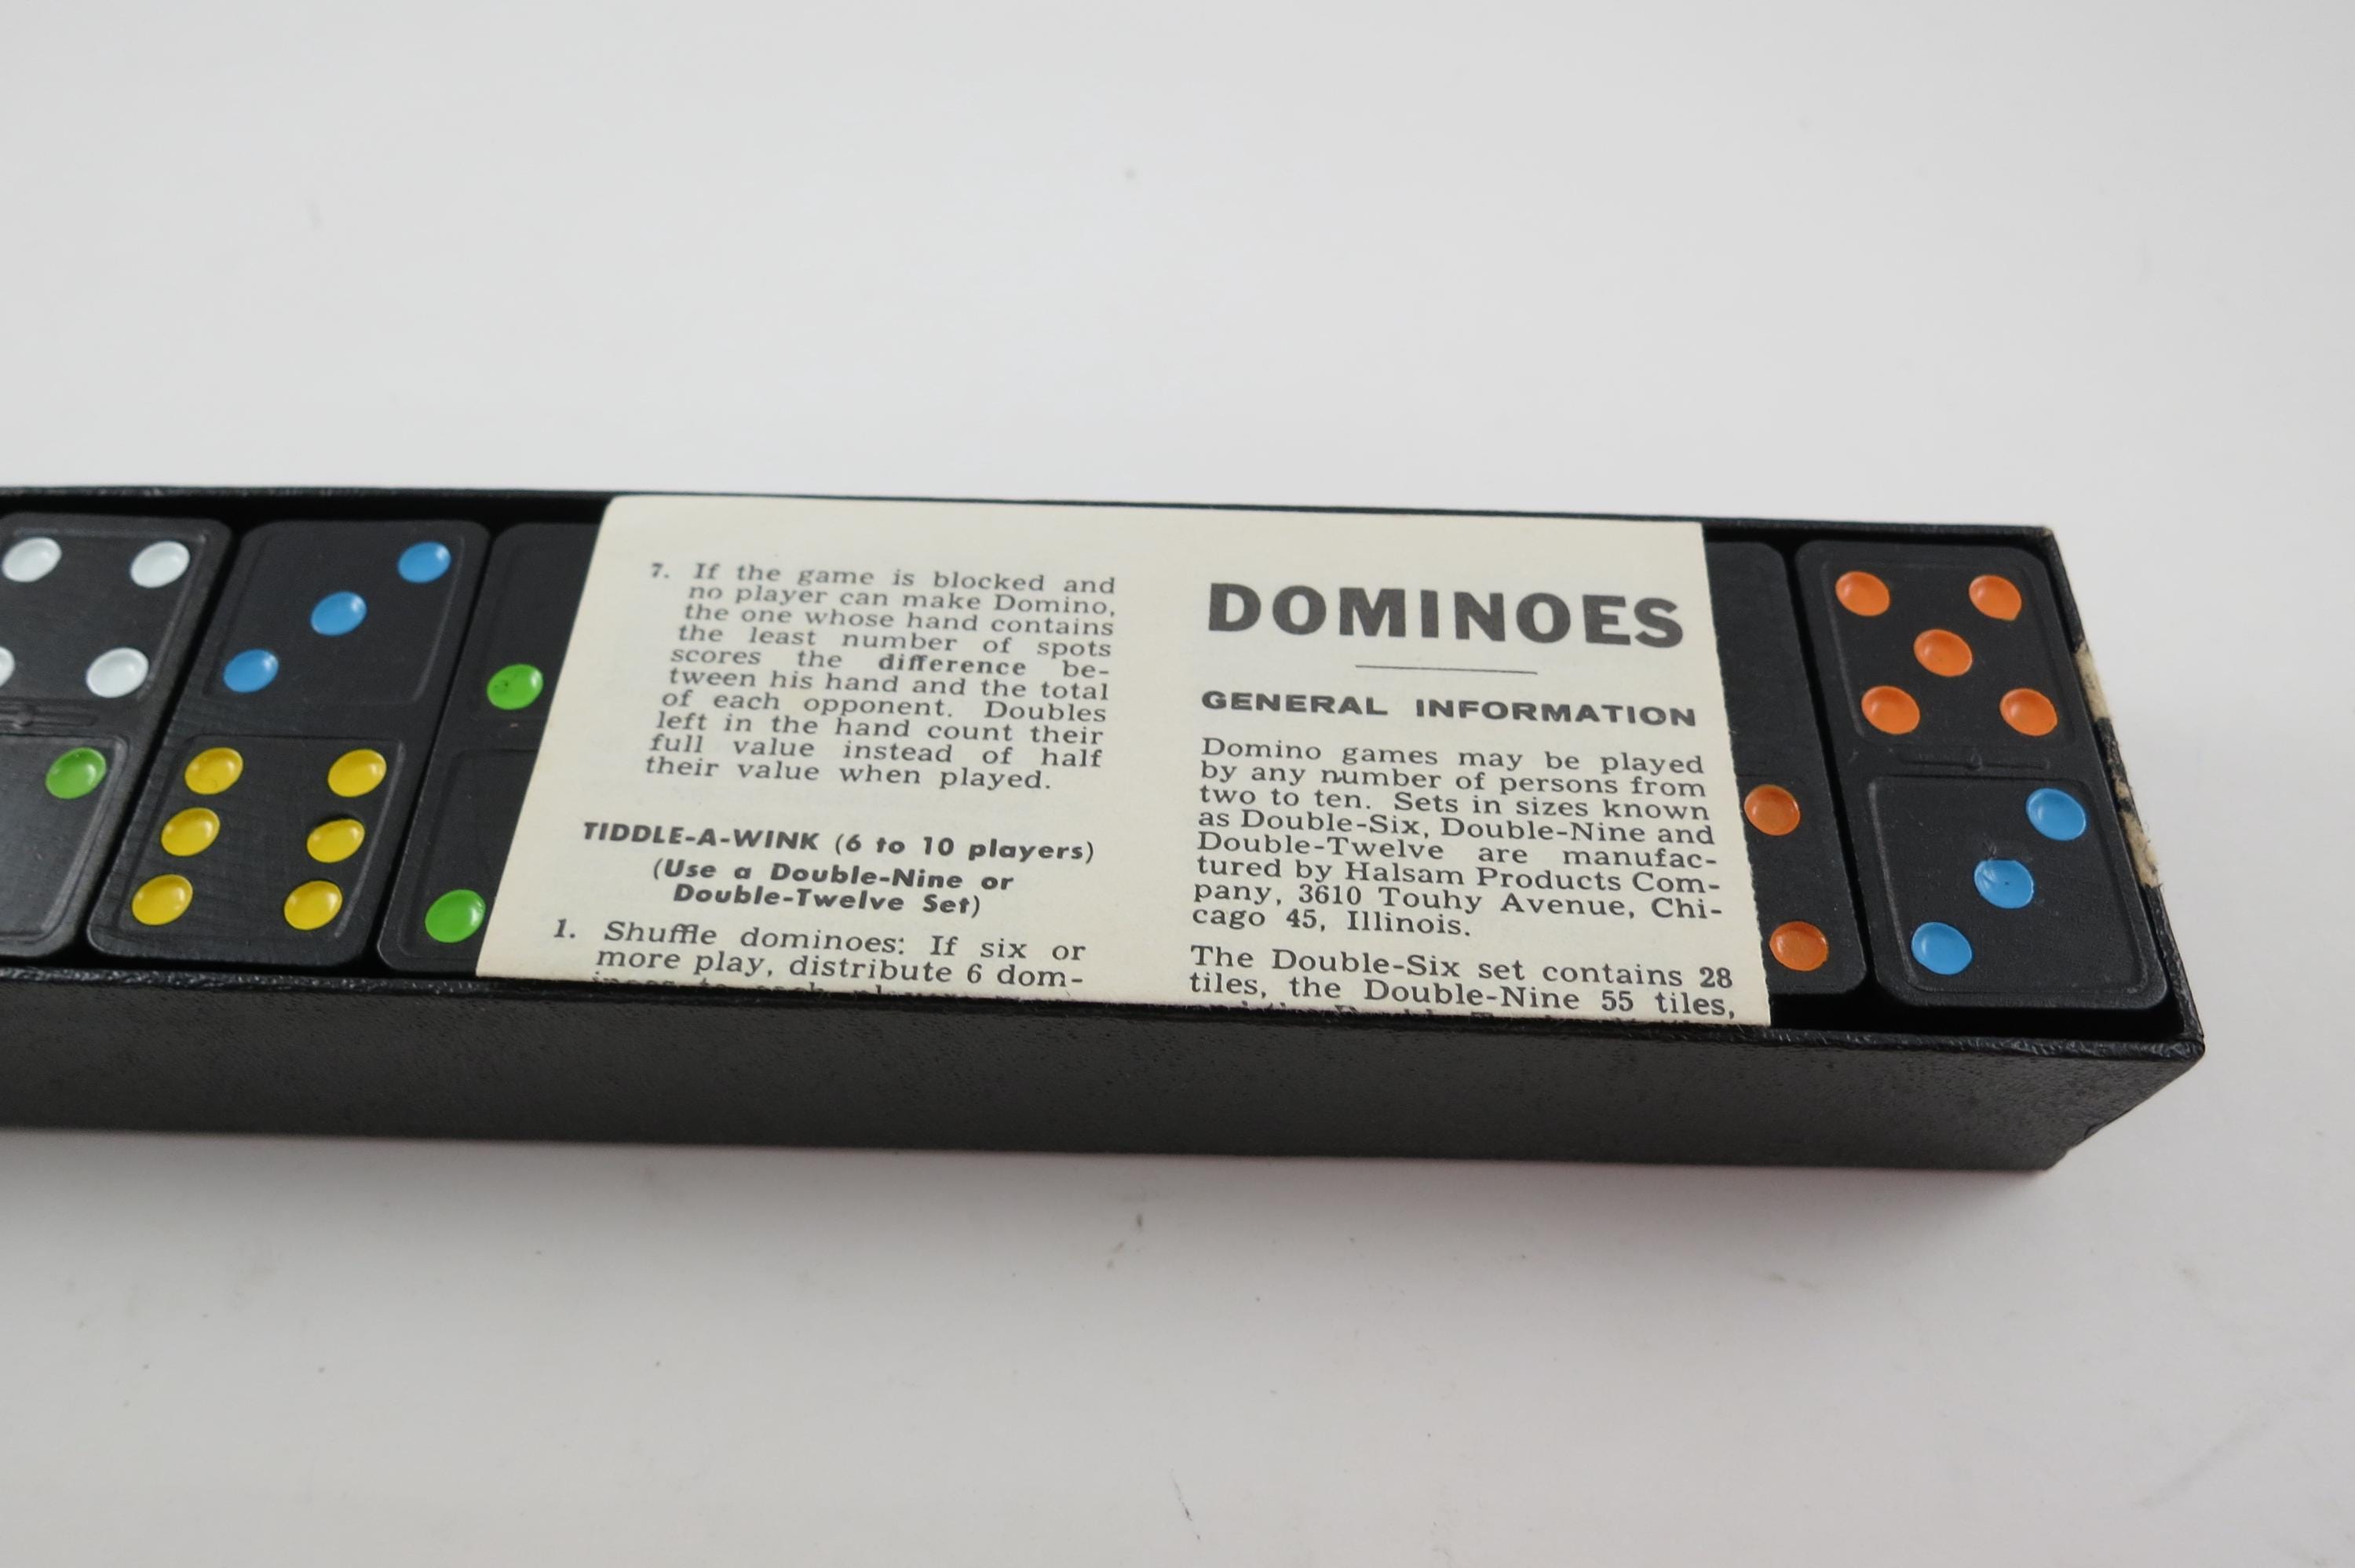 7. If the game is blocked and
no player can make Domino,
the one whose hand contains
the least number of spots
scores the difference be-
tween his hand and the total
of each opponent. Doubles
left in the hand count their
full value instead of half
their value when played.
TIDDLE-A-WINK (6 to 10 players)
(Use a Double-Nine or
Double-Twelve Set)
1. Shuffle dominoes: If six or
more play, distribute 6 dom-
DOMINOES
GENERAL INFORMATION
Domino games may be played
by any number of persons from
two to ten. Sets in sizes known
as Double-Six, Double-Nine and
Double-Twelve are manufac-
tured by Halsam Products Com-
pany, 3610 Touhy Avenue, Chi-
cago 45, Illinois.
The Double-Six set contains 28
tiles, the Double-Nine 55 tiles,